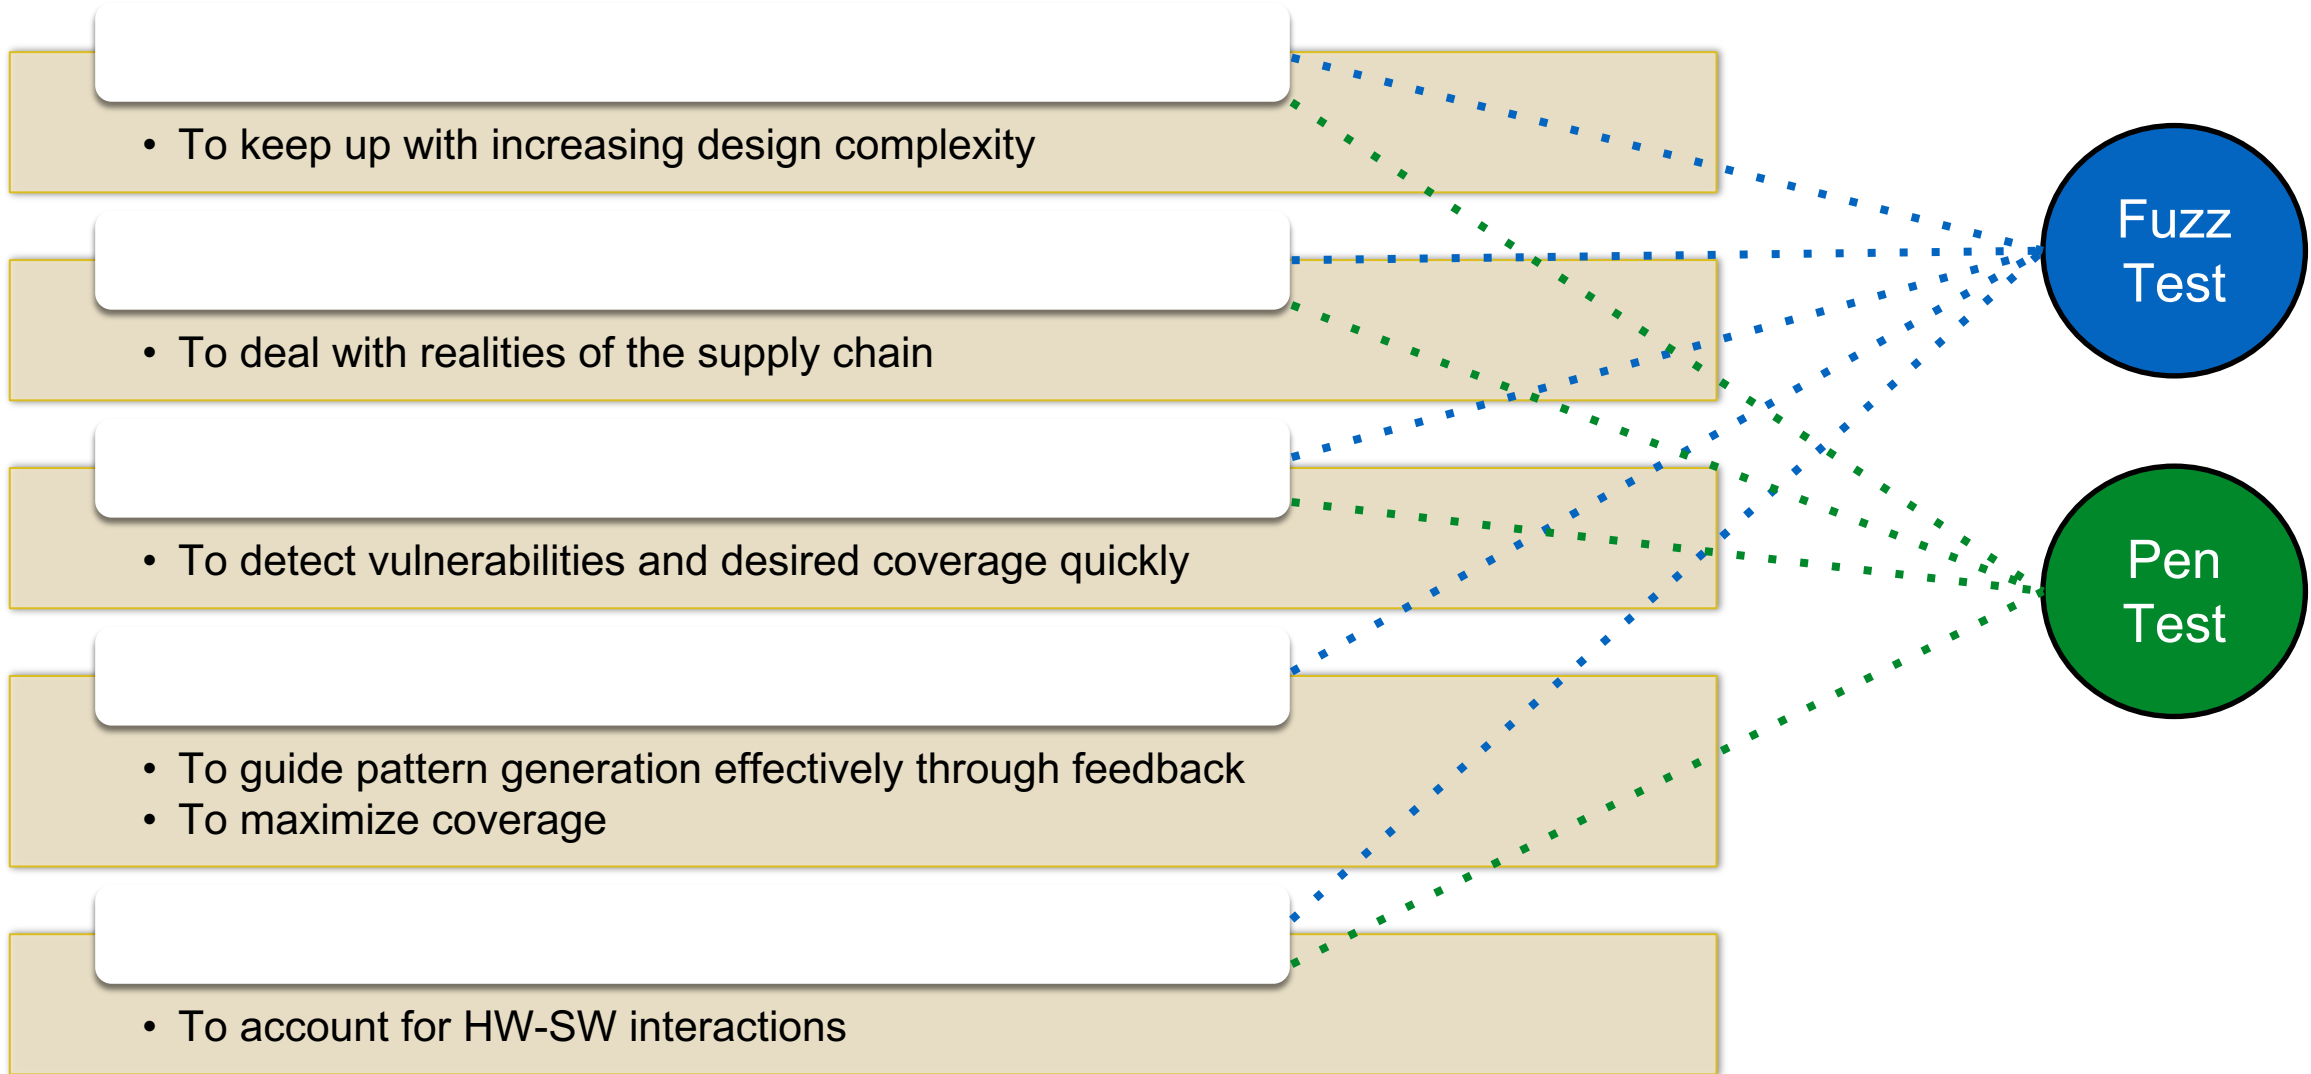 • To keep up with increasing design complexity
• To deal with realities of the supply chain
• To detect vulnerabilities and desired coverage quickly
• To guide pattern generation effectively through feedback
• To maximize coverage
• To account for HW-SW interactions
Fuzz
Test
Pen
Test